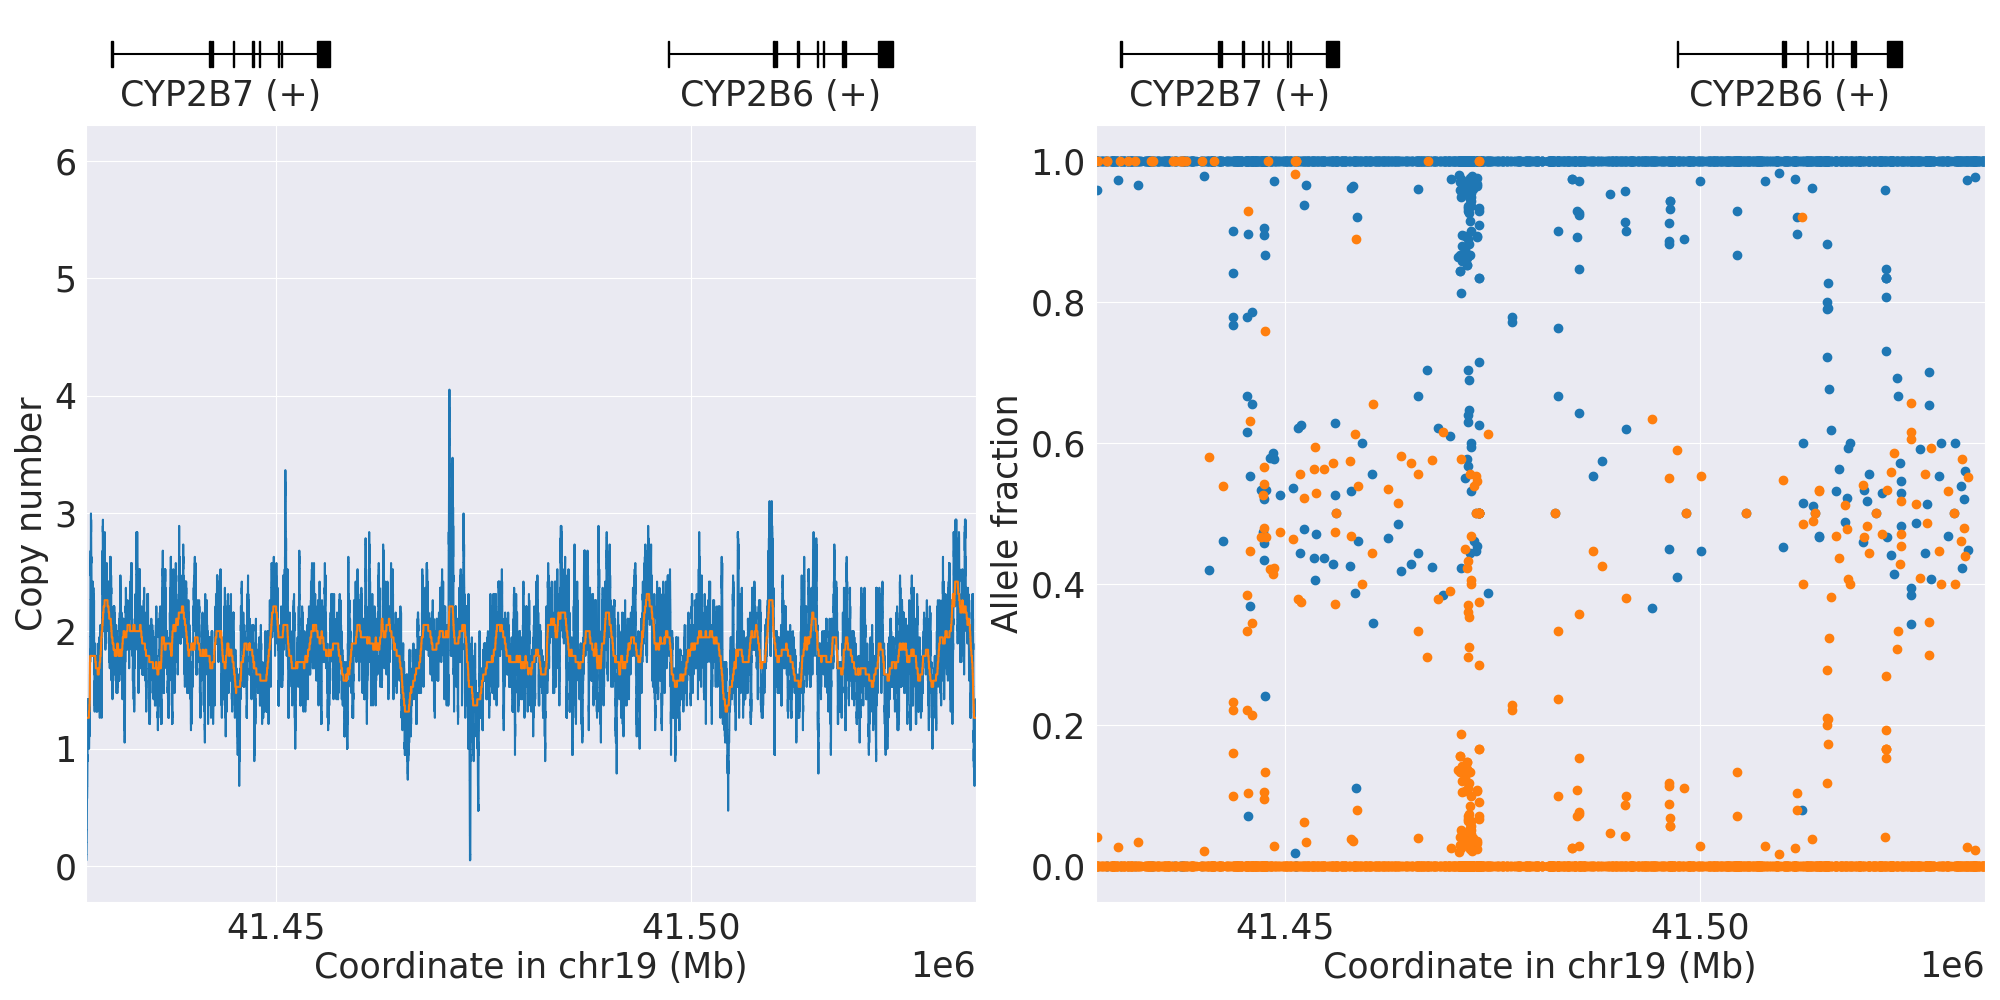 CYP2B7 (+)
CYP2B6 (+)
Copy number
6
5
4
3
2
1
0
41.45
41.50
Coordinate in chr19 (Mb)
1e6
CYP2B7 (+)
CYP2B6 (+)
Allele fraction
1.0
0.8
0.6
0.4
0.2
0.0
41.45
41.50
Coordinate in chr19 (Mb)
1e6